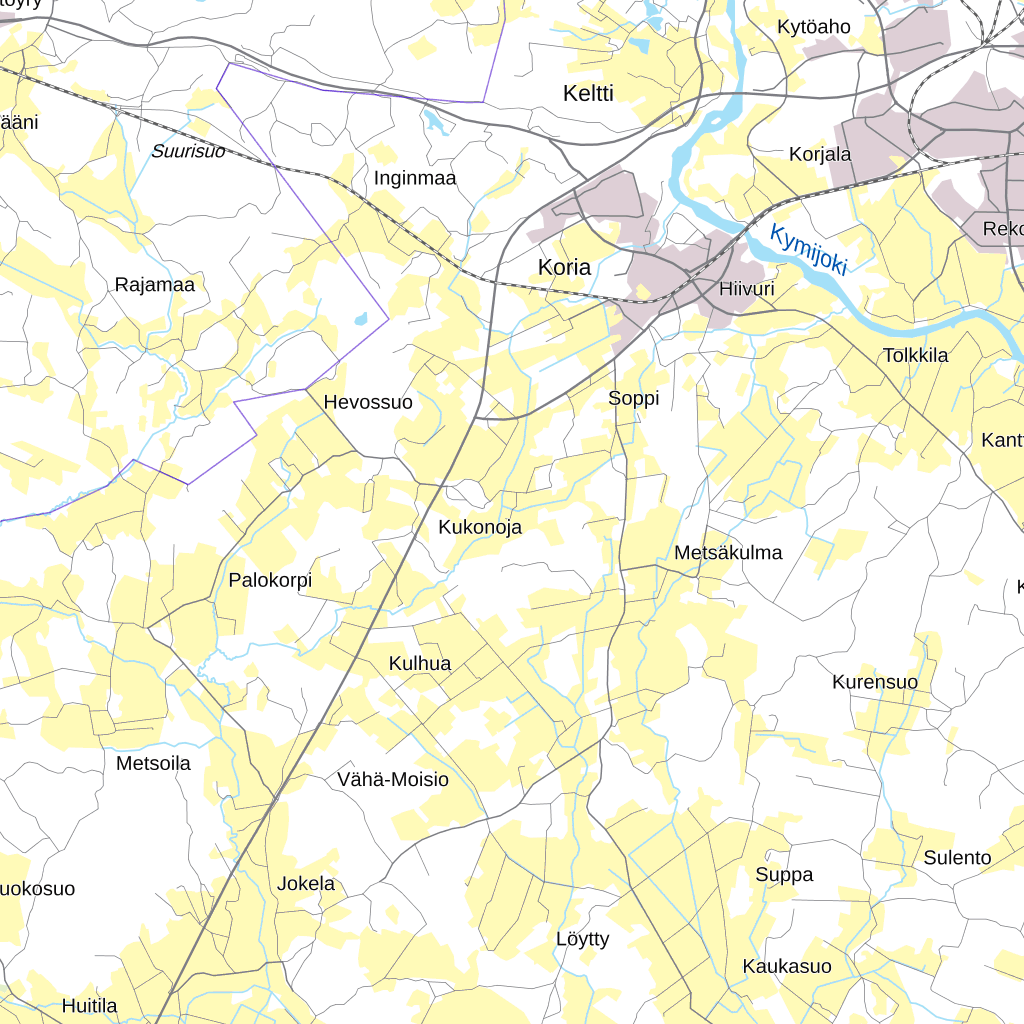 Kytöaho
Keltti
Suurisuo
Korjala
Inginmaa
Kymijoki
Koria
Rajamaa
Hiivuri
Tolkkila
Soppi
Hevossuo
Kukonoja
Metsäkulma
Palokorpi
Kulhua
Kurensuo
Metsoila
Vähä-Moisio
Sulento
Suppa
Jokela
Löytty
Kaukasuo
Huitila